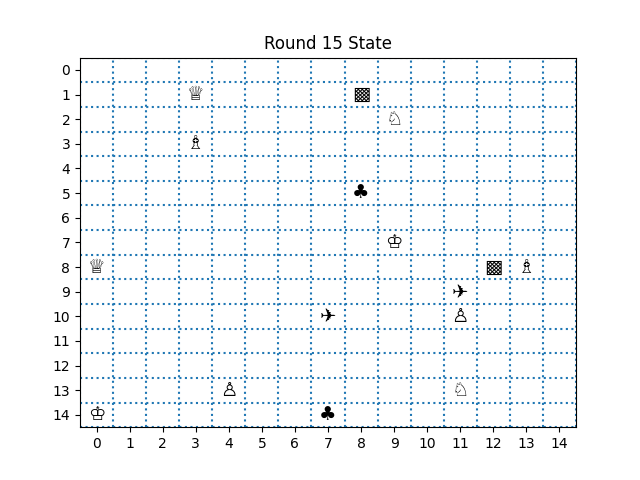 Round 15 State
0
1 ♕ ▩
2 ♘
3 ♗
4
5 ♣
6
7 ♔
8 ♕ ▩ ♗
9 ✈
10 ✈ ♙
11
12
13 ♙ ♘
14 ♔ ♣
0 1 2 3 4 5 6 7 8 9 10 11 12 13 14